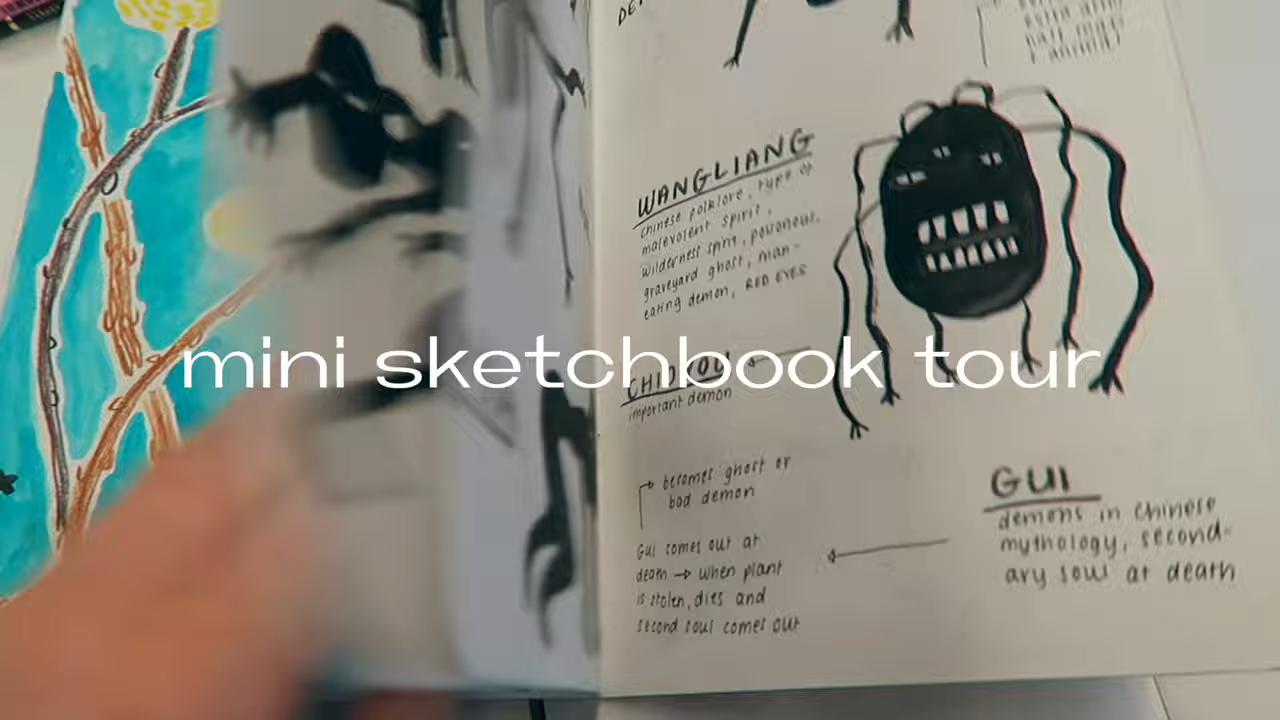 DE
WANGLIANG
chinese folklore, type of
malevolent spirit,
wilderness spirit, poisonous,
graveyard ghost, man-
eating demon, RED EYES
mini sketchbook tour
CHIYOU
important demon
becomes ghost or
bad demon
Gui comes out at
death → when plant
is stolen, dies and
second soul comes out
GUI
demons in chinese
mythology, second-
ary soul at death